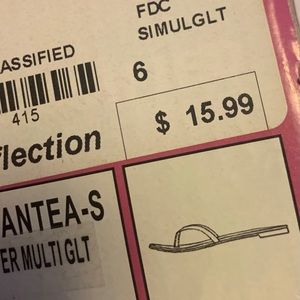 FDC
SIMULGLT
ASSIFIED
6
415
$ 15.99
flection
ANTEA-S
ER MULTI GLT